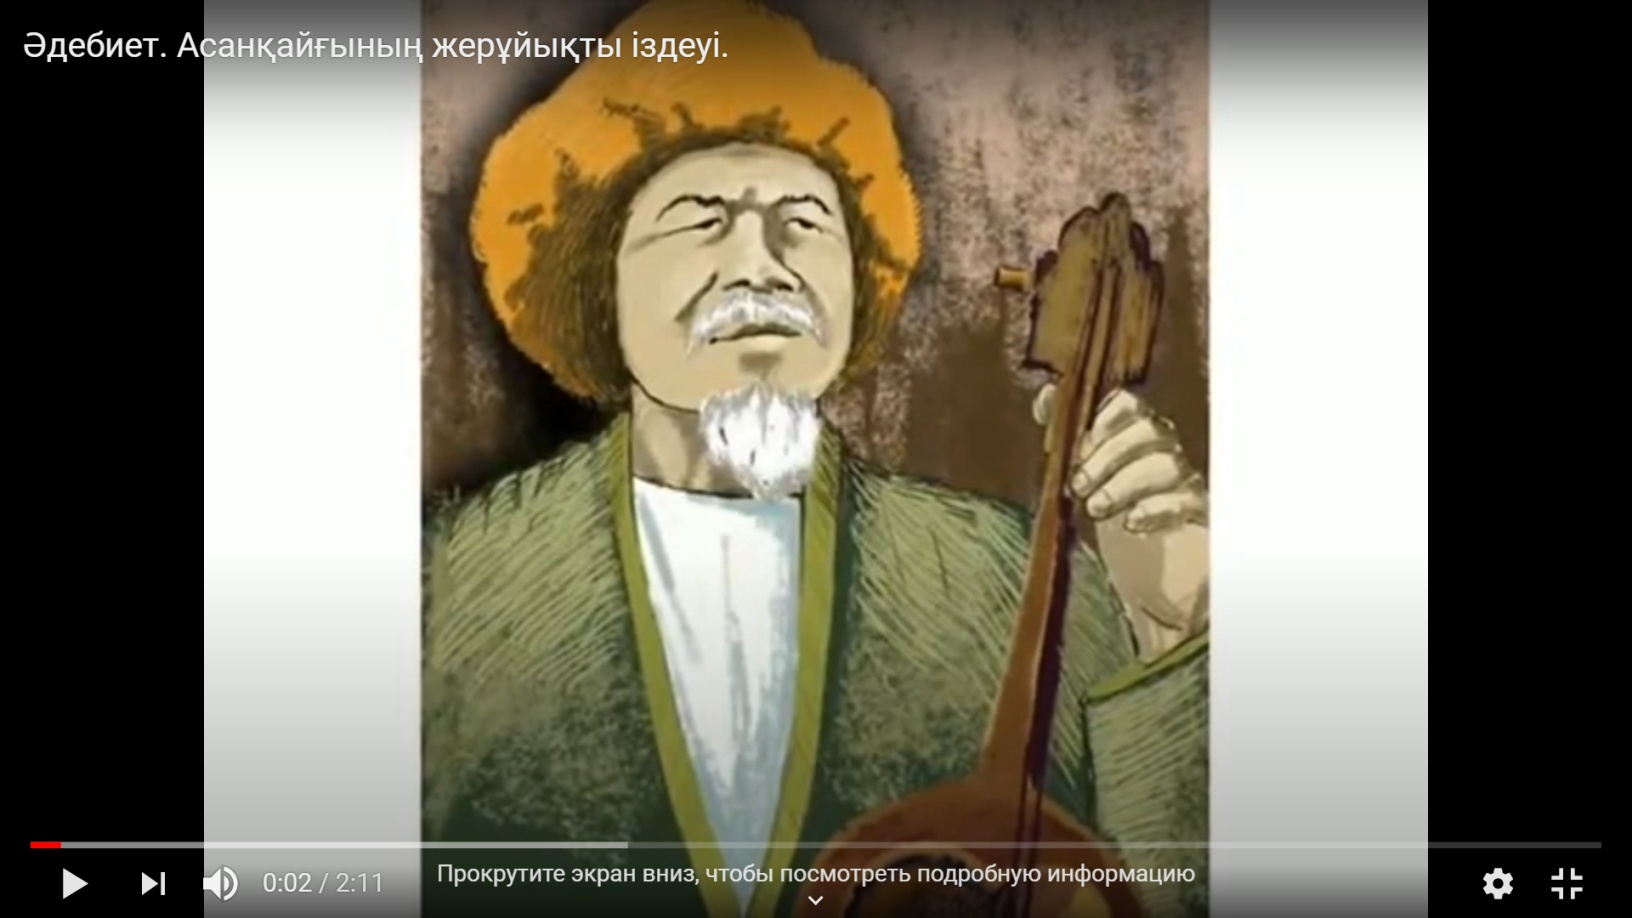 Әдебиет. Асанқайғының жерұйықты іздеуі.
0:02 / 2:11
Прокрутите экран вниз, чтобы посмотреть подробную информацию